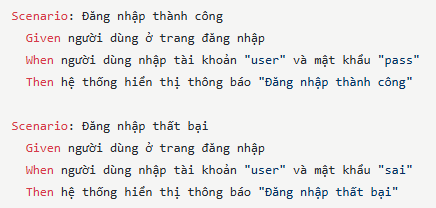 Scenario: Đăng nhập thành công
Given người dùng ở trang đăng nhập
When người dùng nhập tài khoản "user" và mật khẩu "pass"
Then hệ thống hiển thị thông báo "Đăng nhập thành công"
Scenario: Đăng nhập thất bại
Given người dùng ở trang đăng nhập
When người dùng nhập tài khoản "user" và mật khẩu "sai"
Then hệ thống hiển thị thông báo "Đăng nhập thất bại"